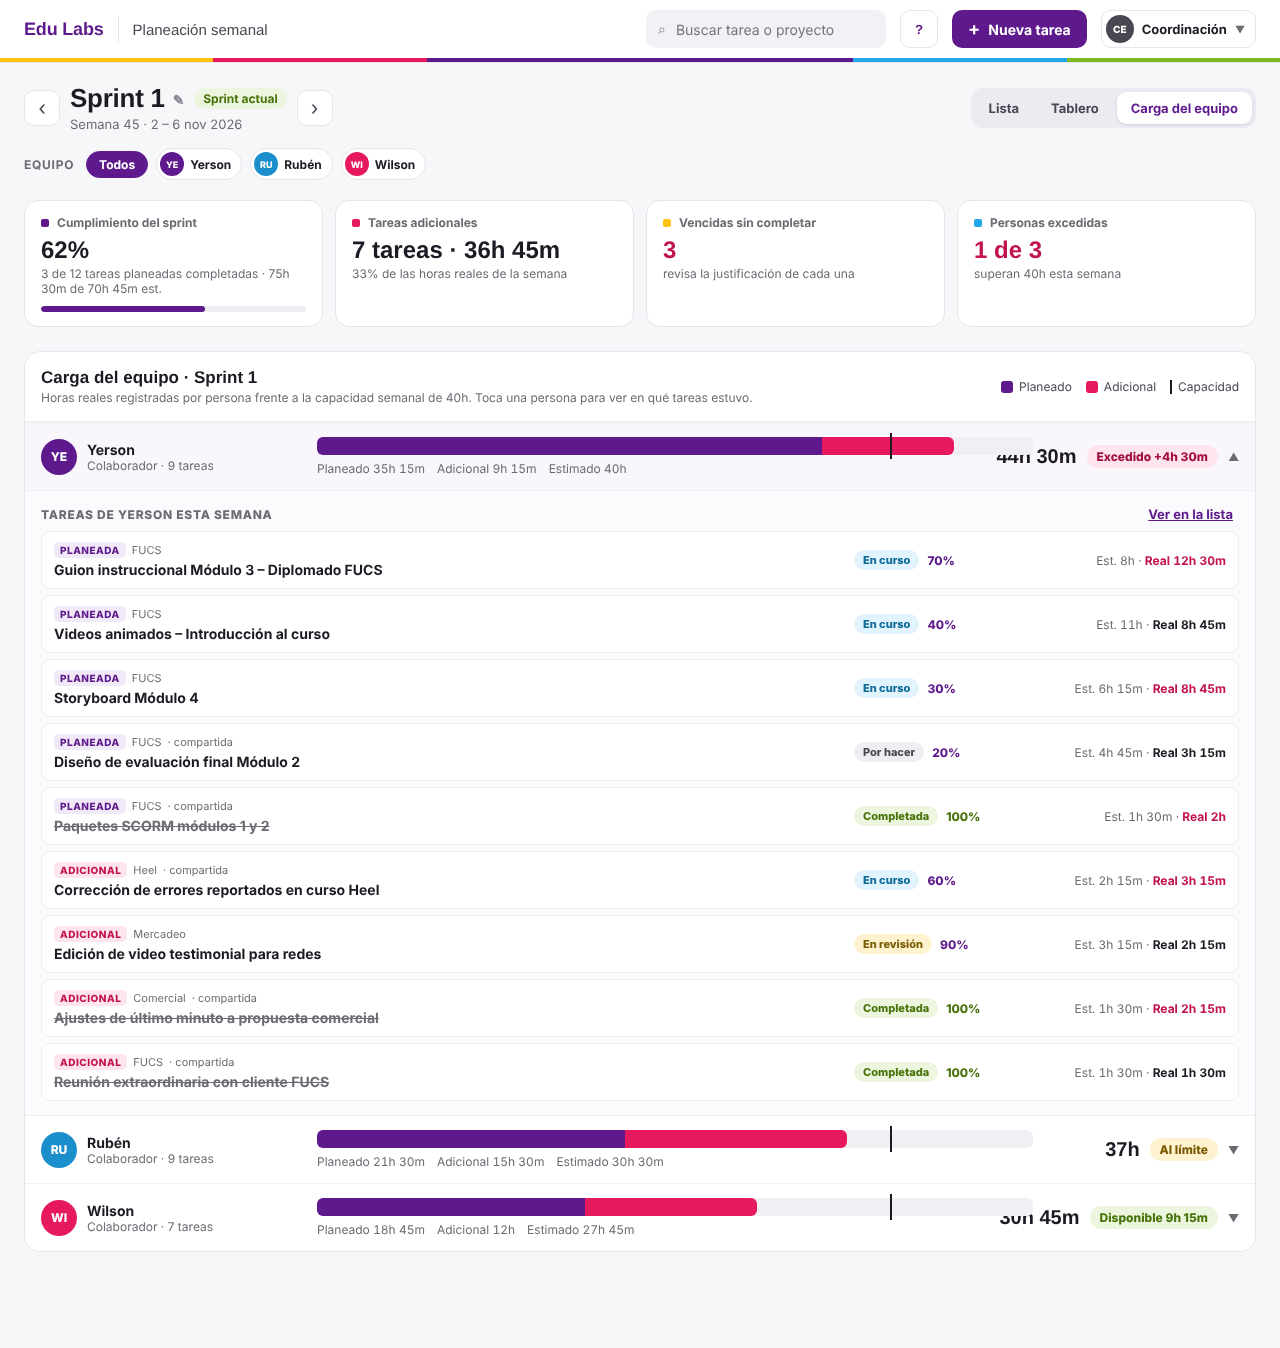 Edu Labs
Planeación semanal
Buscar tarea o proyecto
?
+ Nueva tarea
CE Coordinación ▼
‹
Sprint 1 ✎ Sprint actual
Semana 45 · 2 – 6 nov 2026
›
Lista
Tablero
Carga del equipo
EQUIPO
Todos
YE Yerson
RU Rubén
WI Wilson
Cumplimiento del sprint
62%
3 de 12 tareas planeadas completadas · 75h
30m de 70h 45m est.
Tareas adicionales
7 tareas · 36h 45m
33% de las horas reales de la semana
Vencidas sin completar
3
revisa la justificación de cada una
Personas excedidas
1 de 3
superan 40h esta semana
Carga del equipo · Sprint 1
Horas reales registradas por persona frente a la capacidad semanal de 40h. Toca una persona para ver en qué tareas estuvo.
Planeado
Adicional
Capacidad
YE
Yerson
Colaborador · 9 tareas
Planeado 35h 15m Adicional 9h 15m Estimado 40h
44h 30m
Excedido +4h 30m ▲
TAREAS DE YERSON ESTA SEMANA
Ver en la lista
PLANEADA FUCS
Guion instruccional Módulo 3 – Diplomado FUCS
En curso 70%
Est. 8h · Real 12h 30m
PLANEADA FUCS
Videos animados – Introducción al curso
En curso 40%
Est. 11h · Real 8h 45m
PLANEADA FUCS
Storyboard Módulo 4
En curso 30%
Est. 6h 15m · Real 8h 45m
PLANEADA FUCS · compartida
Diseño de evaluación final Módulo 2
Por hacer 20%
Est. 4h 45m · Real 3h 15m
PLANEADA FUCS · compartida
Paquetes SCORM módulos 1 y 2
Completada 100%
Est. 1h 30m · Real 2h
ADICIONAL Heel · compartida
Corrección de errores reportados en curso Heel
En curso 60%
Est. 2h 15m · Real 3h 15m
ADICIONAL Mercadeo
Edición de video testimonial para redes
En revisión 90%
Est. 3h 15m · Real 2h 15m
ADICIONAL Comercial · compartida
Ajustes de último minuto a propuesta comercial
Completada 100%
Est. 1h 30m · Real 2h 15m
ADICIONAL FUCS · compartida
Reunión extraordinaria con cliente FUCS
Completada 100%
Est. 1h 30m · Real 1h 30m
RU
Rubén
Colaborador · 9 tareas
Planeado 21h 30m Adicional 15h 30m Estimado 30h 30m
37h
Al límite ▼
WI
Wilson
Colaborador · 7 tareas
Planeado 18h 45m Adicional 12h Estimado 27h 45m
30h 45m
Disponible 9h 15m ▼